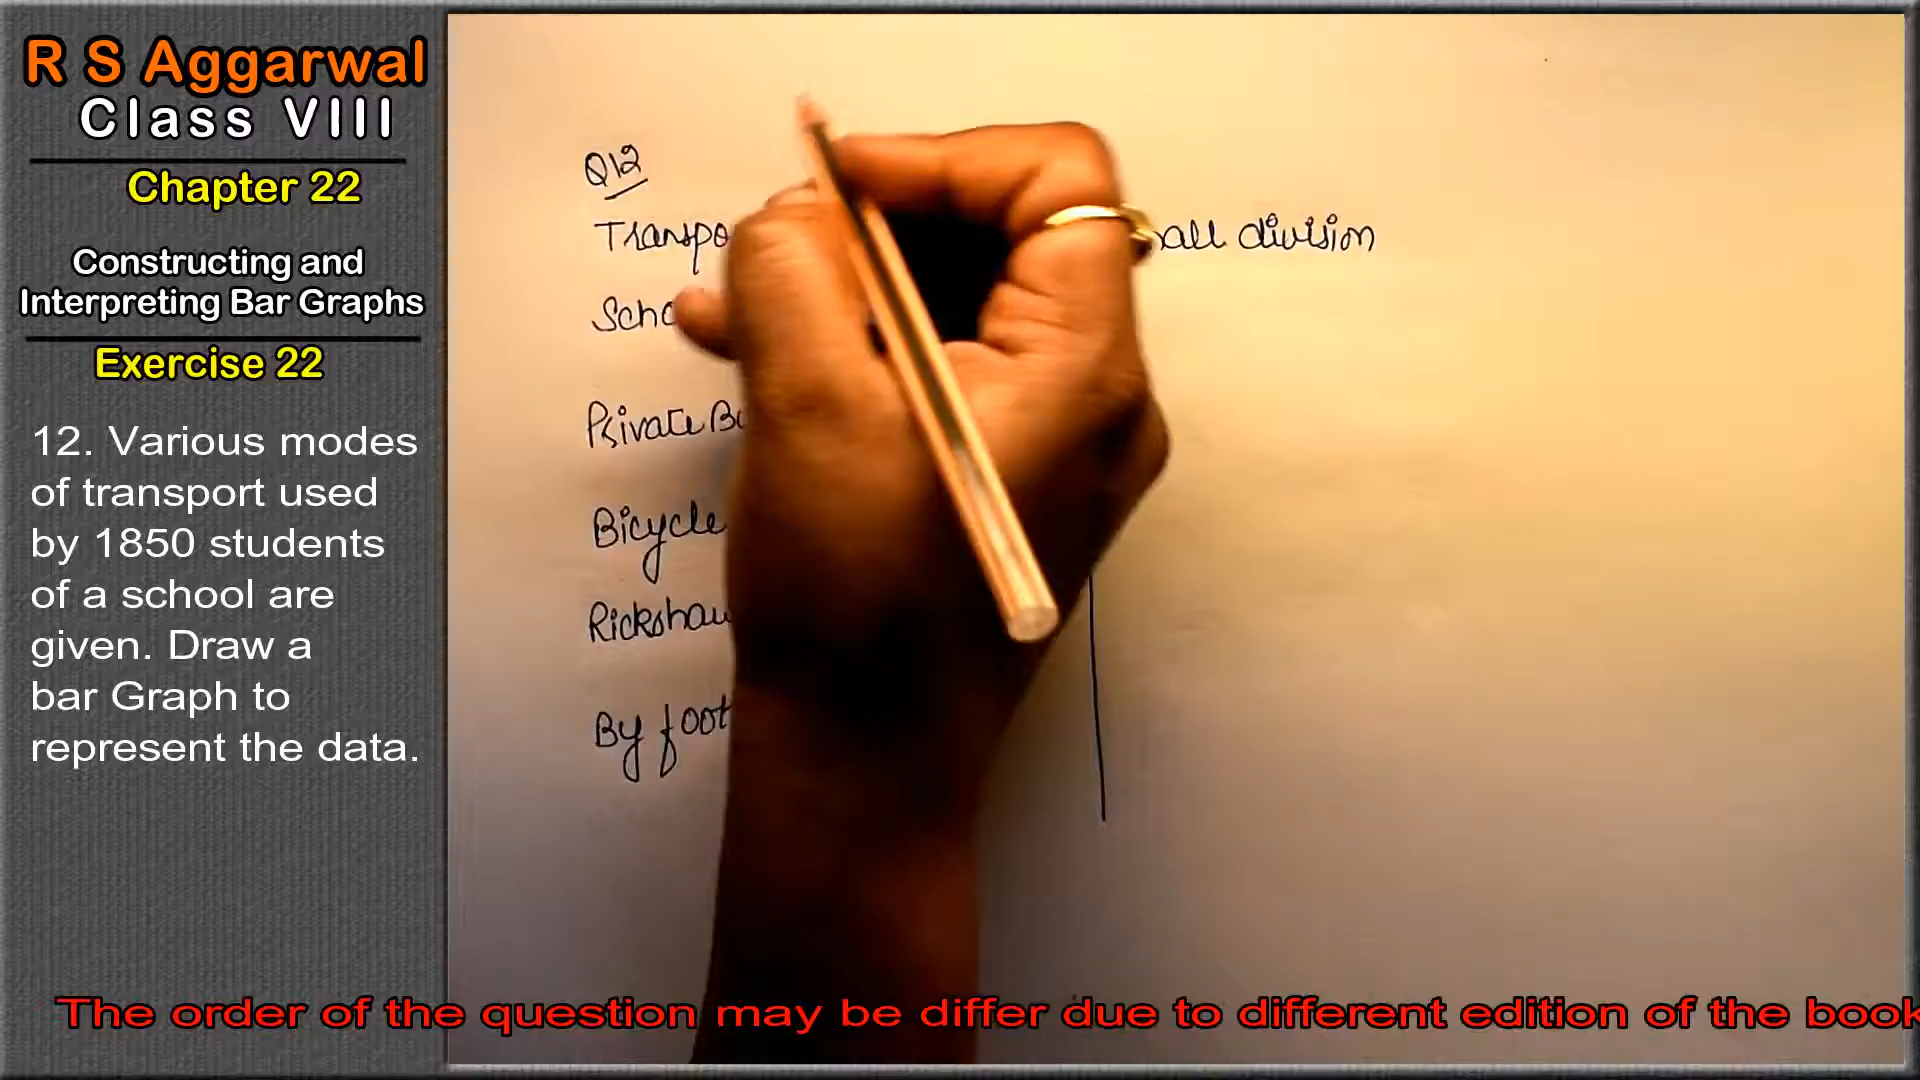 R S Aggarwal
Class VIII
Chapter 22
Constructing and
Interpreting Bar Graphs
Exercise 22
12. Various modes
of transport used
by 1850 students
of a school are
given. Draw a
bar Graph to
represent the data.
Q12
division
Private
Bicycle
By foot
The order of the question may be differ due to different edition of the book